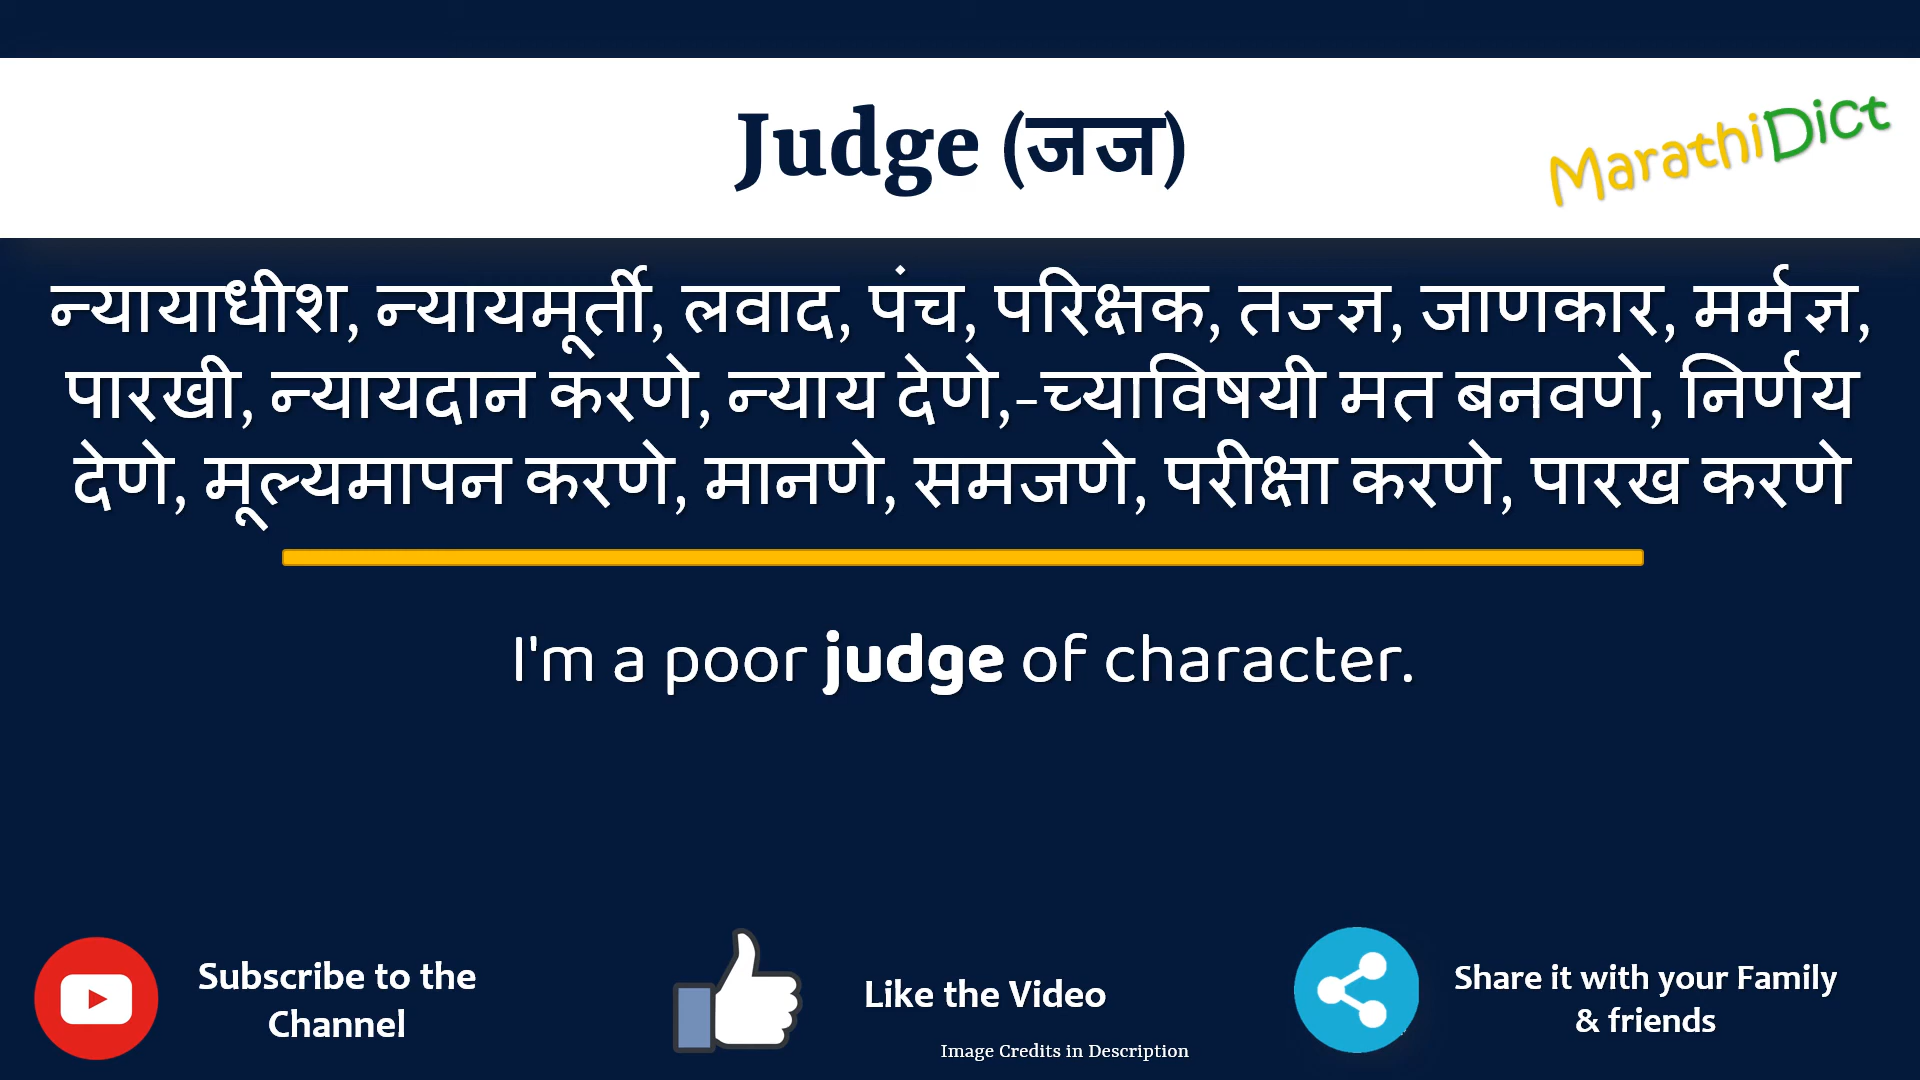 Judge (जज)
MarathiDict
न्यायाधीश, न्यायमूर्ती, लवाद, पंच, परिक्षक, तज्ज्ञ, जाणकार, मर्मज्ञ,
पारखी, न्यायदान करणे, न्याय देणे,-च्याविषयी मत बनवणे, निर्णय
देणे, मूल्यमापन करणे, मानणे, समजणे, परीक्षा करणे, पारख करणे
I'm a poor judge of character.
Subscribe to the
Channel
Like the Video
Share it with your Family
& friends
Image Credits in Description